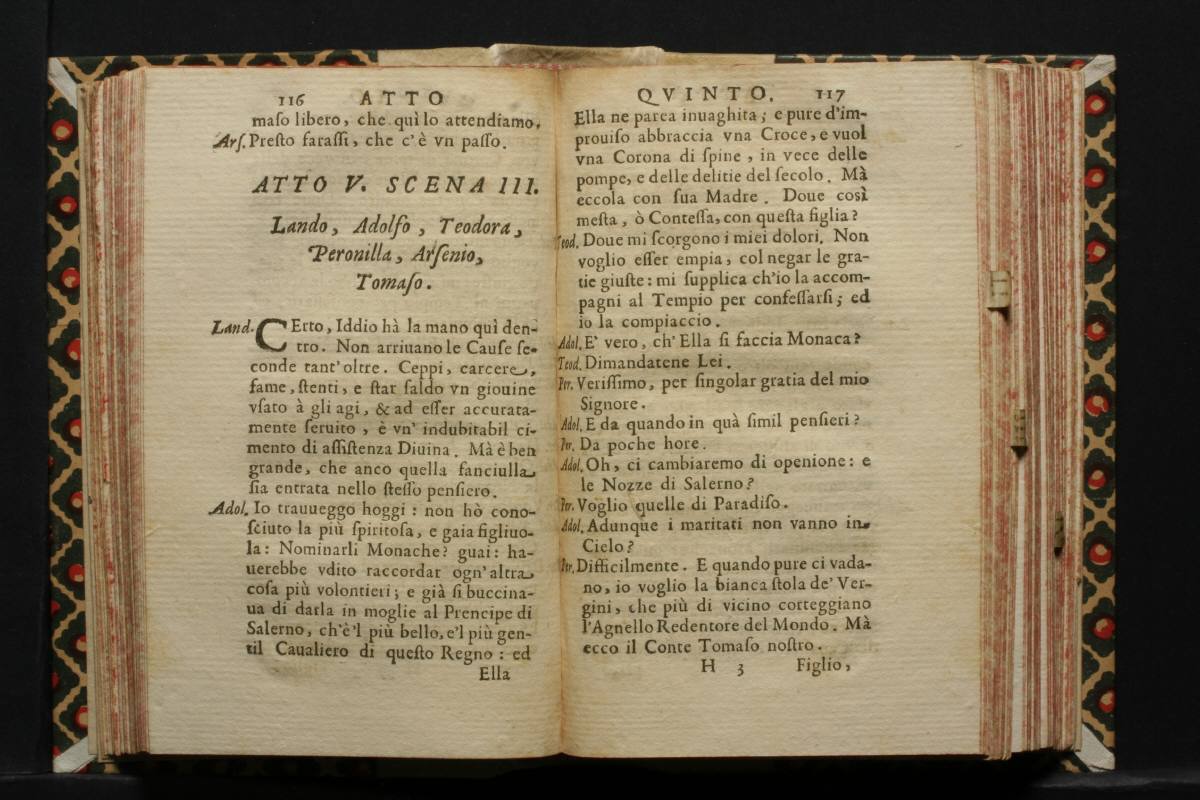 116 ATTO
maſo libero, che quì lo attendiamo.
Arſ. Preſto faraſſi, che c'è vn paſſo.
ATTO V. SCENA III.
Lando, Adolfo, Teodora,
Peronilla, Arſenio,
Tomaſo.
Land. CErto, Iddio hà la mano quì den-
tro. Non arriuano le Cauſe ſe-
conde tant'oltre. Ceppi, carcere,
fame, ſtenti, e ſtar ſaldo vn giouine
vſato à gli agi, & ad eſſer accurata-
mente ſeruito, è vn' indubitabil ci-
mento di aſſiſtenza Diuina. Mà è ben
grande, che anco quella fanciulla
ſia entrata nello ſteſſo penſiero.
Adol. Io trauueggo hoggi: non hò cono-
ſciuto la più ſpiritoſa, e gaia figliuo-
la: Nominarli Monache? guai: ha-
uerebbe vdito raccordar ogn'altra
coſa più volontieri; e già ſi buccina-
ua di darla in moglie al Prencipe di
Salerno, ch'è'l più bello, e'l più gen-
til Caualiero di queſto Regno: ed
Ella
QVINTO. 117
Ella ne parea inuaghita; e pure d'im-
prouiſo abbraccia vna Croce, e vuol
vna Corona di ſpine, in vece delle
pompe, e delle delitie del ſecolo. Mà
eccola con ſua Madre. Doue così
meſta, ò Conteſſa, con queſta figlia?
Teod. Doue mi ſcorgono i miei dolori. Non
voglio eſſer empia, col negar le gra-
tie giuſte: mi ſupplica ch'io la accom-
pagni al Tempio per confeſſarſi; ed
io la compiaccio.
Adol. E' vero, ch'Ella ſi faccia Monaca?
Teod. Dimandatene Lei.
Per. Veriſſimo, per ſingolar gratia del mio
Signore.
Adol. E da quando in quà ſimil penſieri?
Per. Da poche hore.
Adol. Oh, ci cambiaremo di openione: e
le Nozze di Salerno?
Per. Voglio quelle di Paradiſo.
Adol. Adunque i maritati non vanno in
Cielo?
Per. Difficilmente. E quando pure ci vada-
no, io voglio la bianca ſtola de' Ver-
gini, che più di vicino corteggiano
l'Agnello Redentore del Mondo. Mà
ecco il Conte Tomaſo noſtro.
H 3 Figlio,